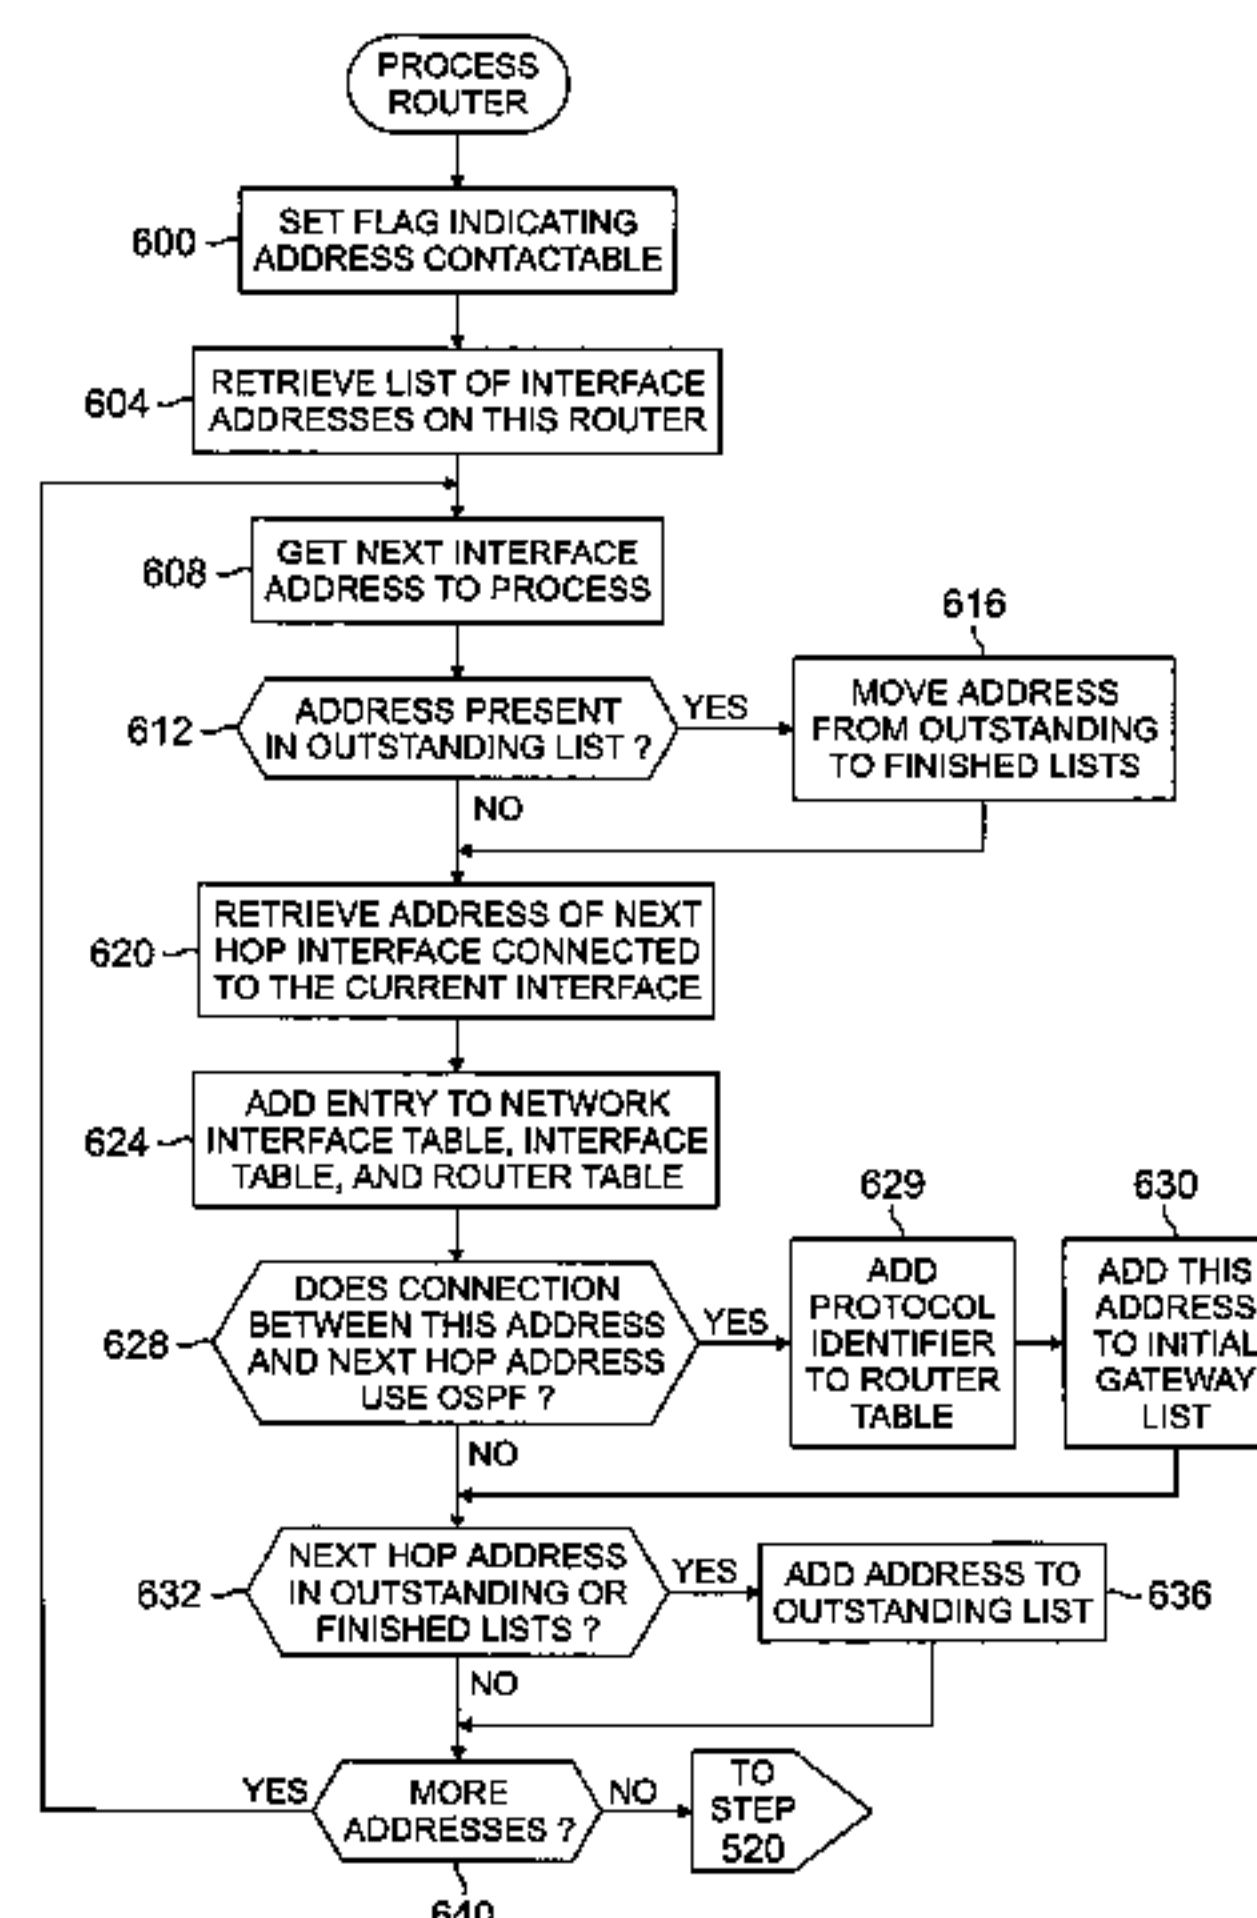 PROCESS
ROUTER
600
SET FLAG INDICATING
ADDRESS CONTACTABLE
604
RETRIEVE LIST OF INTERFACE
ADDRESSES ON THIS ROUTER
608
GET NEXT INTERFACE
ADDRESS TO PROCESS
612
ADDRESS PRESENT
IN OUTSTANDING LIST ?
YES
NO
616
MOVE ADDRESS
FROM OUTSTANDING
TO FINISHED LISTS
620
RETRIEVE ADDRESS OF NEXT
HOP INTERFACE CONNECTED
TO THE CURRENT INTERFACE
624
ADD ENTRY TO NETWORK
INTERFACE TABLE, INTERFACE
TABLE, AND ROUTER TABLE
628
DOES CONNECTION
BETWEEN THIS ADDRESS
AND NEXT HOP ADDRESS
USE OSPF ?
YES
NO
629
ADD
PROTOCOL
IDENTIFIER
TO ROUTER
TABLE
630
ADD THIS
ADDRESS
TO INITIAL
GATEWAY
LIST
632
NEXT HOP ADDRESS
IN OUTSTANDING OR
FINISHED LISTS ?
YES
NO
ADD ADDRESS TO
OUTSTANDING LIST
636
YES
MORE
ADDRESSES ?
NO
TO
STEP
520
640